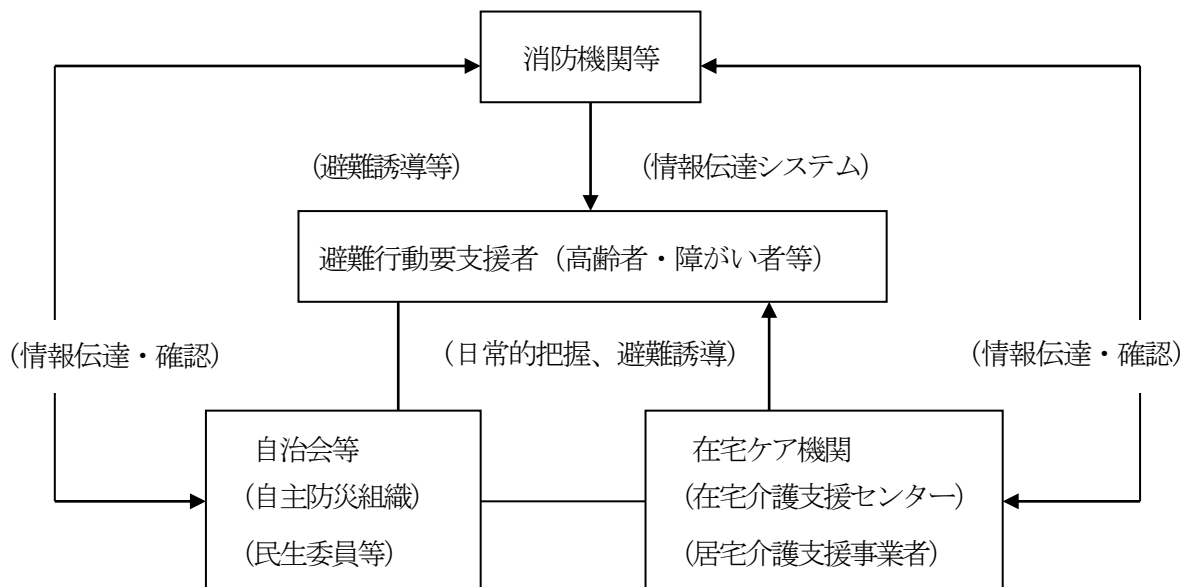 消防機関等
(避難誘導等)
(情報伝達システム)
避難行動要支援者(高齢者・障がい者等)
(情報伝達・確認)
(日常的把握、避難誘導)
(情報伝達・確認)
自治会等
(自主防災組織)
(民生委員等)
在宅ケア機関
(在宅介護支援センター)
(居宅介護支援事業者)